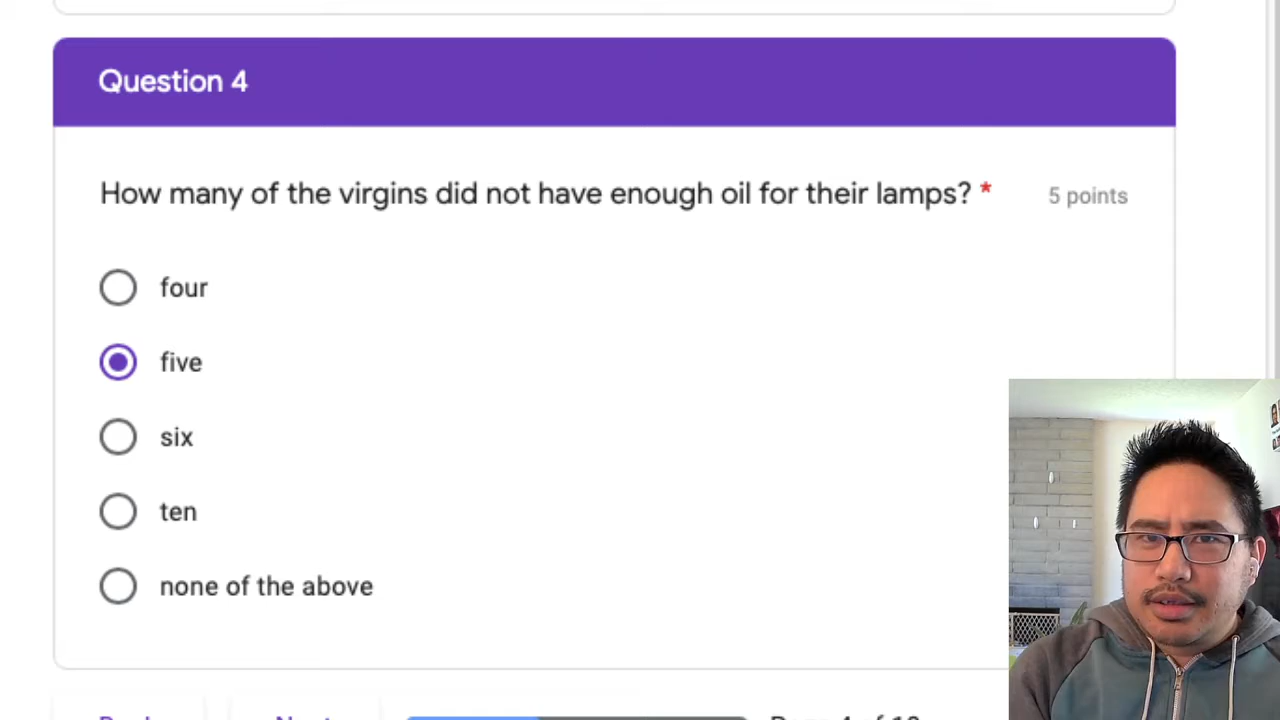 Question 4
How many of the virgins did not have enough oil for their lamps? *
5 points
four
five
six
ten
none of the above